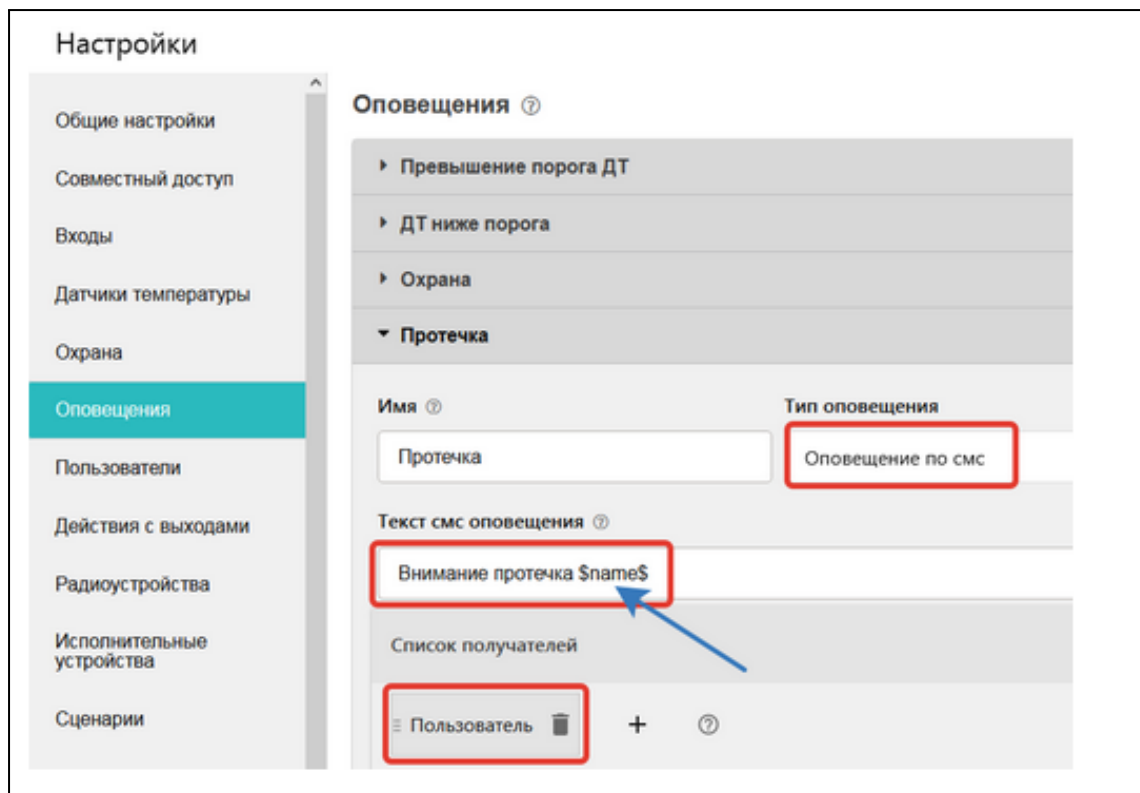 Настройки
Общие настройки
Совместный доступ
Входы
Датчики температуры
Охрана
Оповещения
Пользователи
Действия с выходами
Радиоустройства
Исполнительные
устройства
Сценарии
Оповещения
Превышение порога ДТ
ДТ ниже порога
Охрана
Протечка
Имя
Тип оповещения
Протечка
Оповещение по смс
Текст смс оповещения
Внимание протечка $name$
Список получателей
Пользователь